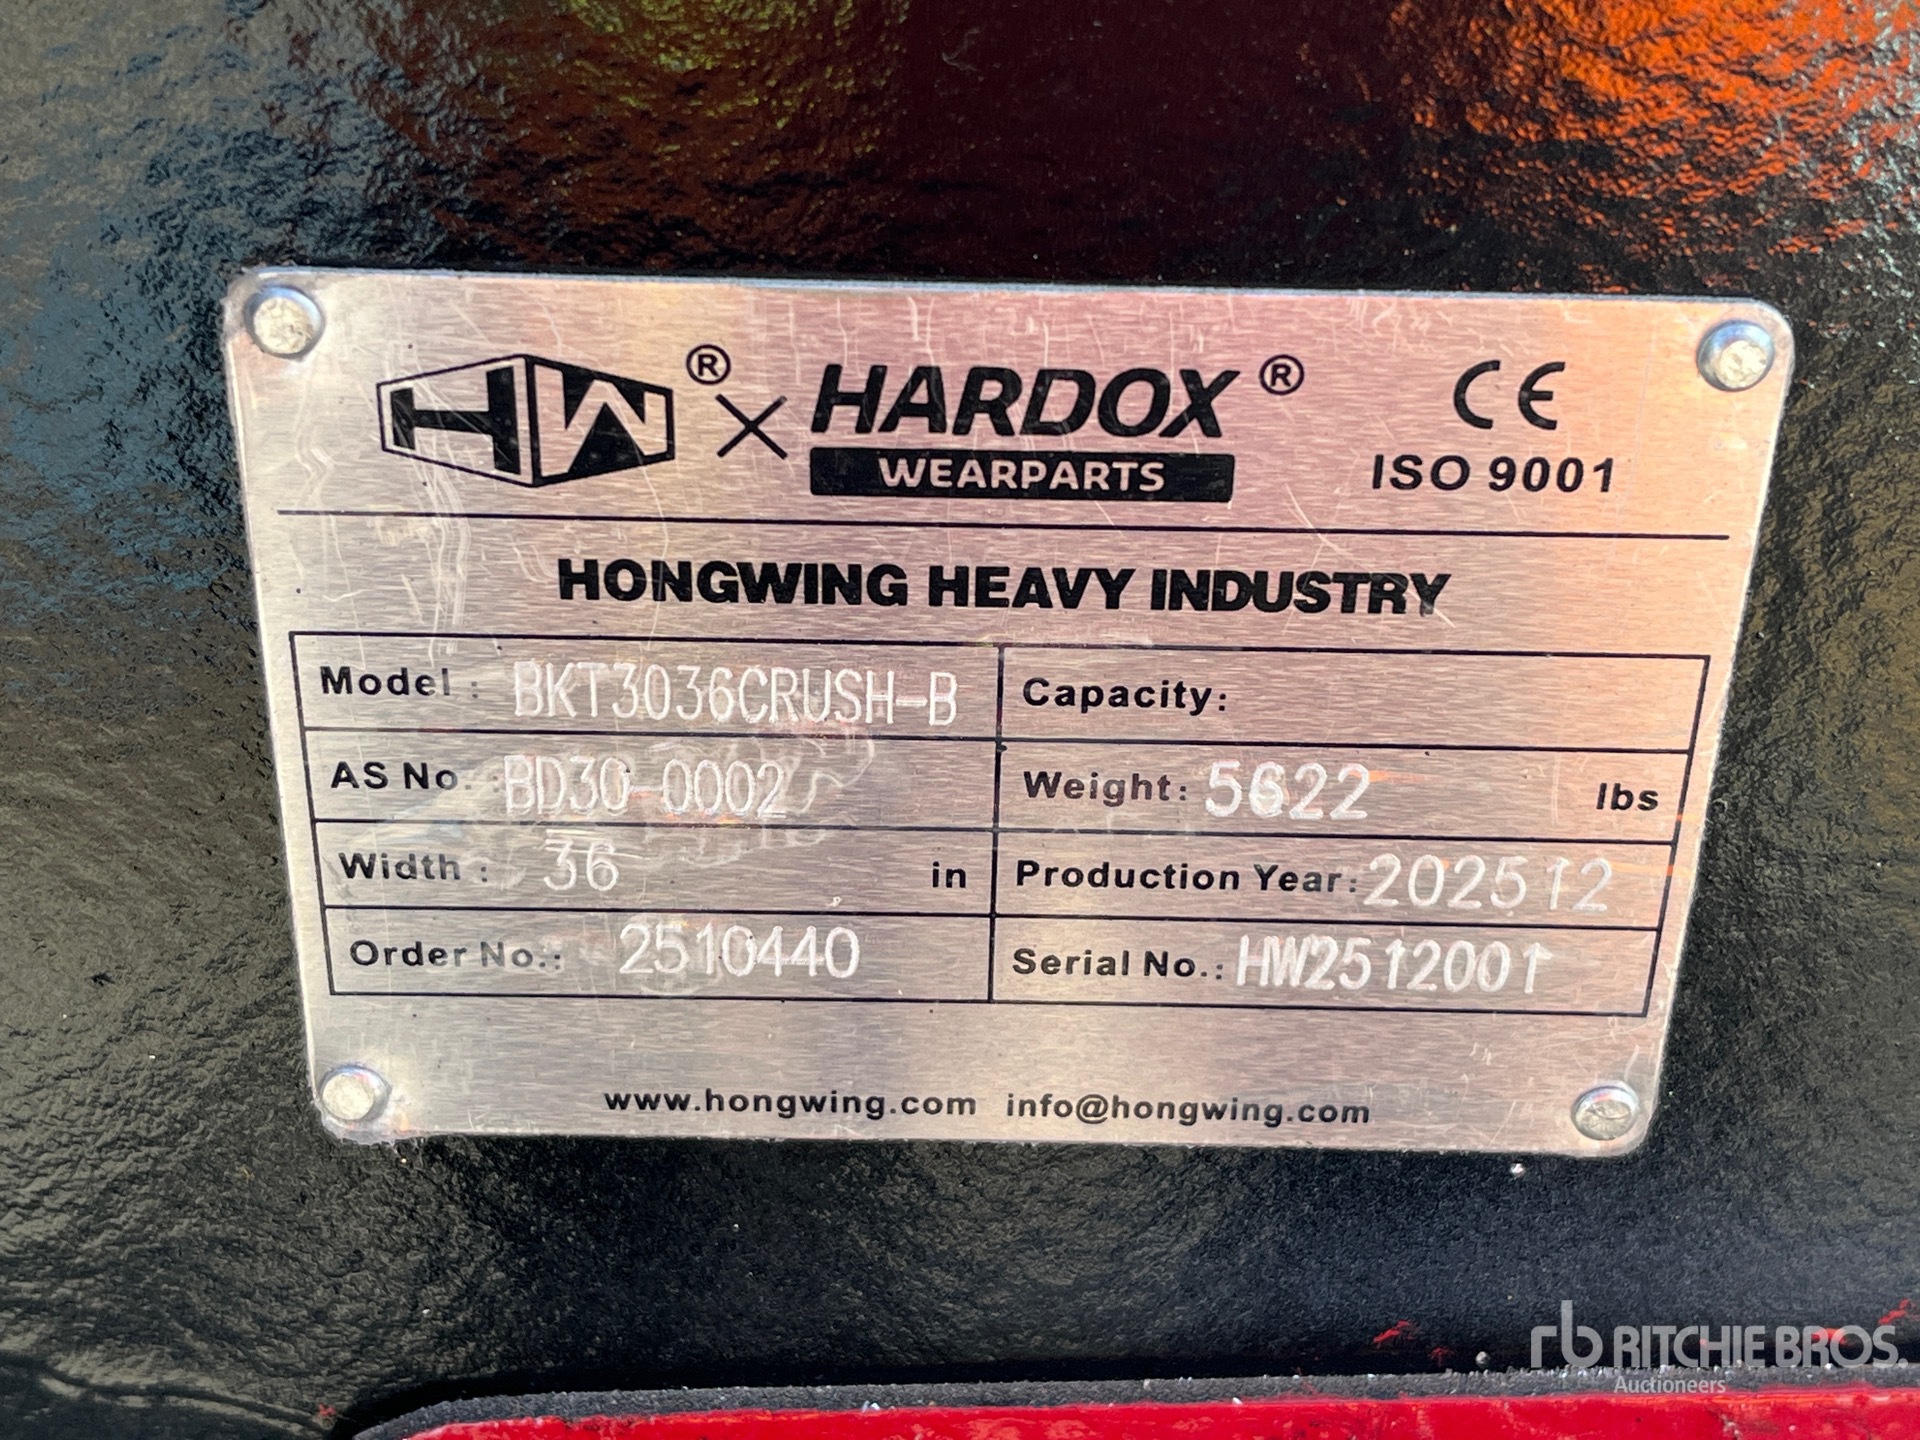 HW® × HARDOX® CE
WEARPARTS ISO 9001
HONGWING HEAVY INDUSTRY
Model: BKT3036CRUSH-B Capacity:
AS No.: BD30-0002 Weight: 5622 lbs
Width: 36 in Production Year: 202512
Order No.: 2510440 Serial No.: HW2512001
www.hongwing.com info@hongwing.com
rb RITCHIE BROS.
Auctioneers